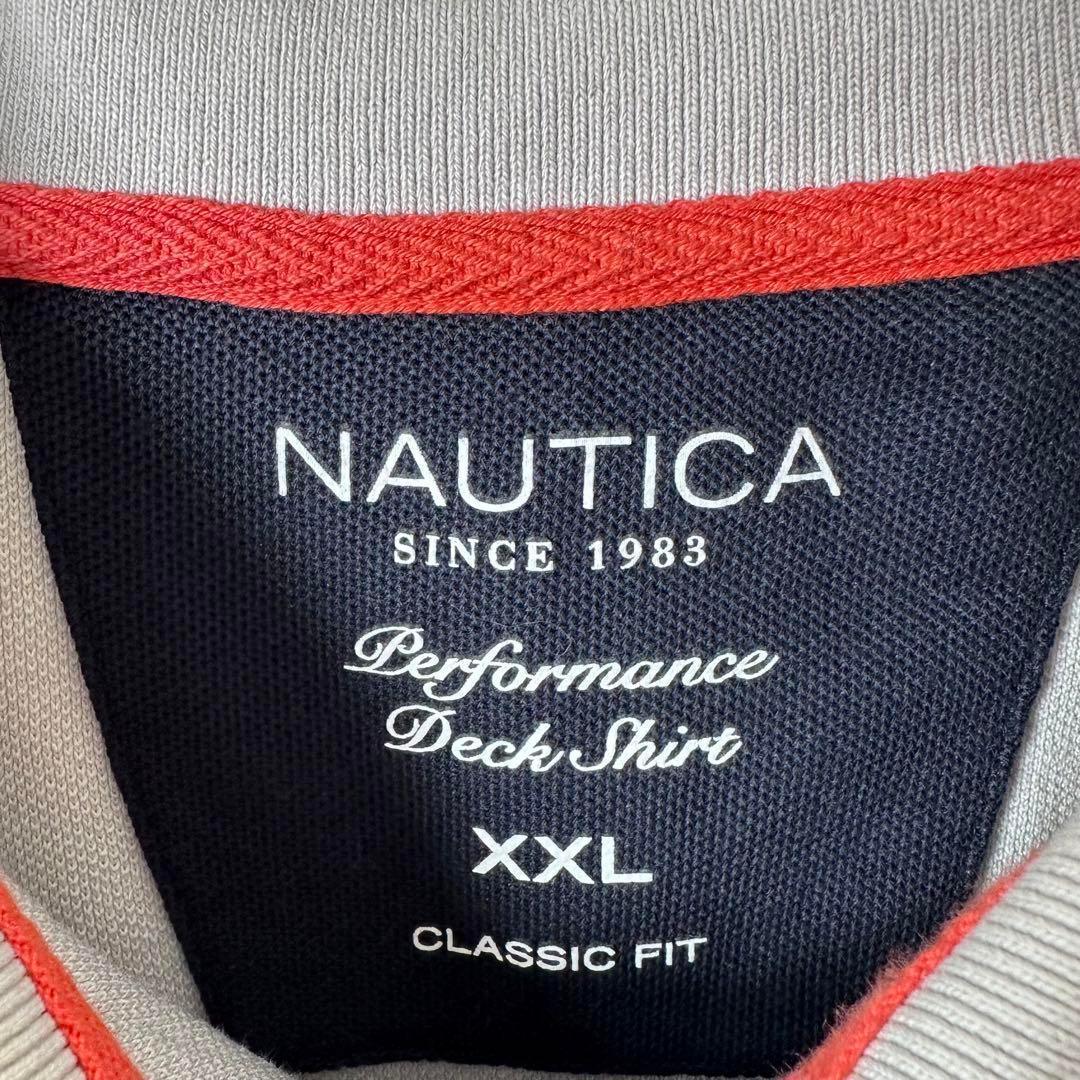 NAUTICA
SINCE 1983
Performance
Deck Shirt
XXL
CLASSIC FIT